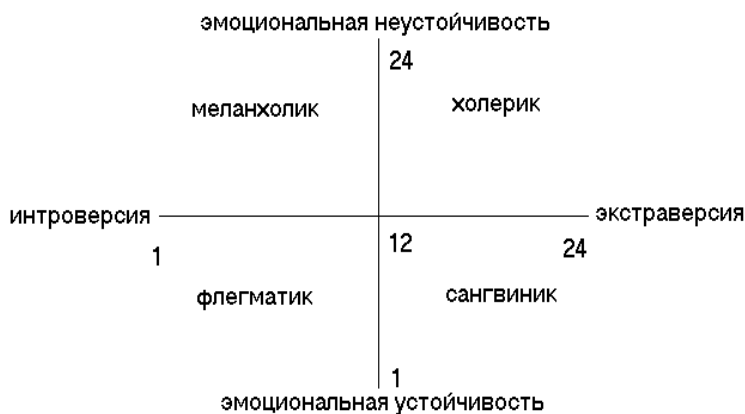 эмоциональная неустойчивость
24
меланхолик
холерик
интроверсия
экстраверсия
1
12
24
флегматик
сангвиник
1
эмоциональная устойчивость